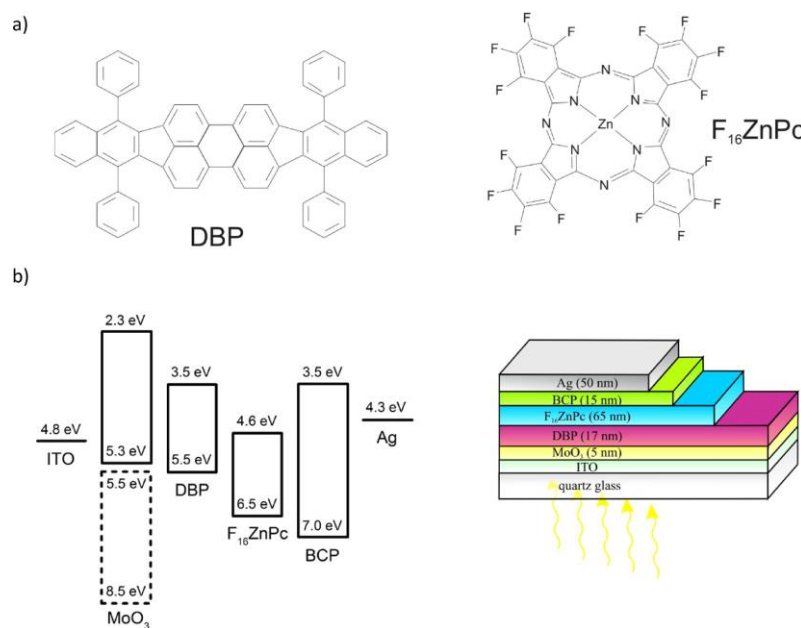 a)
F F
F F
F N F
F F
N N
N Zn N
F₁₆ZnPc
N N
F F
F N F
F F
F F
DBP
b)
2.3 eV
3.5 eV
3.5 eV
4.6 eV
4.3 eV
4.8 eV
Ag
ITO
5.3 eV
5.5 eV
5.5 eV
DBP
6.5 eV
F₁₆ZnPc
7.0 eV
BCP
8.5 eV
MoO₃
Ag (50 nm)
BCP (15 nm)
F₁₆ZnPc (65 nm)
DBP (17 nm)
MoO₃ (5 nm)
ITO
quartz glass